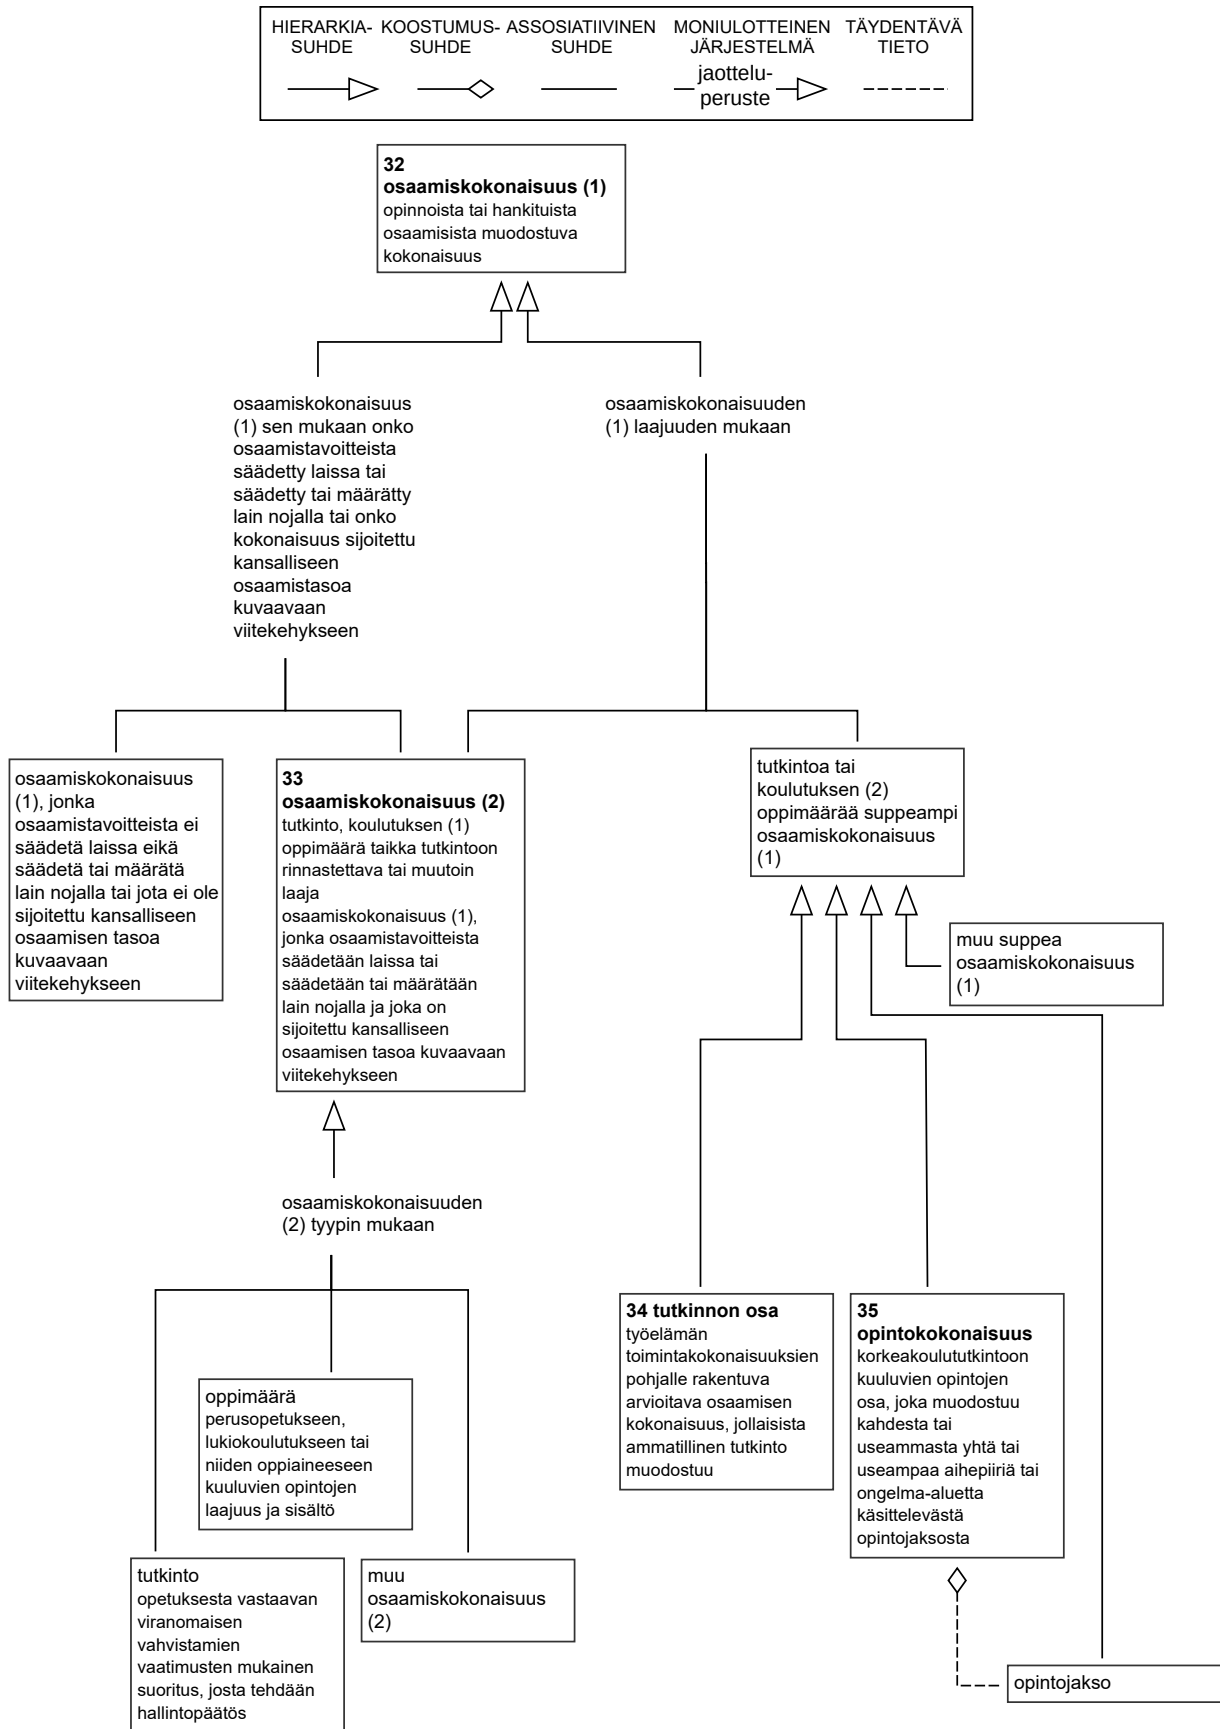 HIERARKIA-
SUHDE
KOOSTUMUS-
SUHDE
ASSOSIATIIVINEN
SUHDE
MONIULOTTEINEN
JÄRJESTELMÄ
jaottelu-
peruste
TÄYDENTÄVÄ
TIETO
32
osaamiskokonaisuus (1)
opinnoista tai hankituista
osaamisista muodostuva
kokonaisuus
osaamiskokonaisuus
(1) sen mukaan onko
osaamistavoitteista
säädetty laissa tai
säädetty tai määrätty
lain nojalla tai onko
kokonaisuus sijoitettu
kansalliseen
osaamistasoa
kuvaavaan
viitekehykseen
osaamiskokonaisuuden
(1) laajuuden mukaan
osaamiskokonaisuus
(1), jonka
osaamistavoitteista ei
säädetä laissa eikä
säädetä tai määrätä
lain nojalla tai jota ei ole
sijoitettu kansalliseen
osaamisen tasoa
kuvaavaan
viitekehykseen
33
osaamiskokonaisuus (2)
tutkinto, koulutuksen (1)
oppimäärä taikka tutkintoon
rinnastettava tai muutoin
laaja
osaamiskokonaisuus (1),
jonka osaamistavoitteista
säädetään laissa tai
säädetään tai määrätään
lain nojalla ja joka on
sijoitettu kansalliseen
osaamisen tasoa kuvaavaan
viitekehykseen
tutkintoa tai
koulutuksen (2)
oppimäärää suppeampi
osaamiskokonaisuus
(1)
muu suppea
osaamiskokonaisuus
(1)
osaamiskokonaisuuden
(2) tyypin mukaan
34 tutkinnon osa
työelämän
toimintakokonaisuuksien
pohjalle rakentuva
arvioitava osaamisen
kokonaisuus, jollaisista
ammatillinen tutkinto
muodostuu
35
opintokokonaisuus
korkeakoulututkintoon
kuuluvien opintojen
osa, joka muodostuu
kahdesta tai
useammasta yhtä tai
useampaa aihepiiriä tai
ongelma-aluetta
käsittelevästä
opintojaksosta
oppimäärä
perusopetukseen,
lukiokoulutukseen tai
niiden oppiaineeseen
kuuluvien opintojen
laajuus ja sisältö
tutkinto
opetuksesta vastaavan
viranomaisen
vahvistamien
vaatimusten mukainen
suoritus, josta tehdään
hallintopäätös
muu
osaamiskokonaisuus
(2)
opintojakso